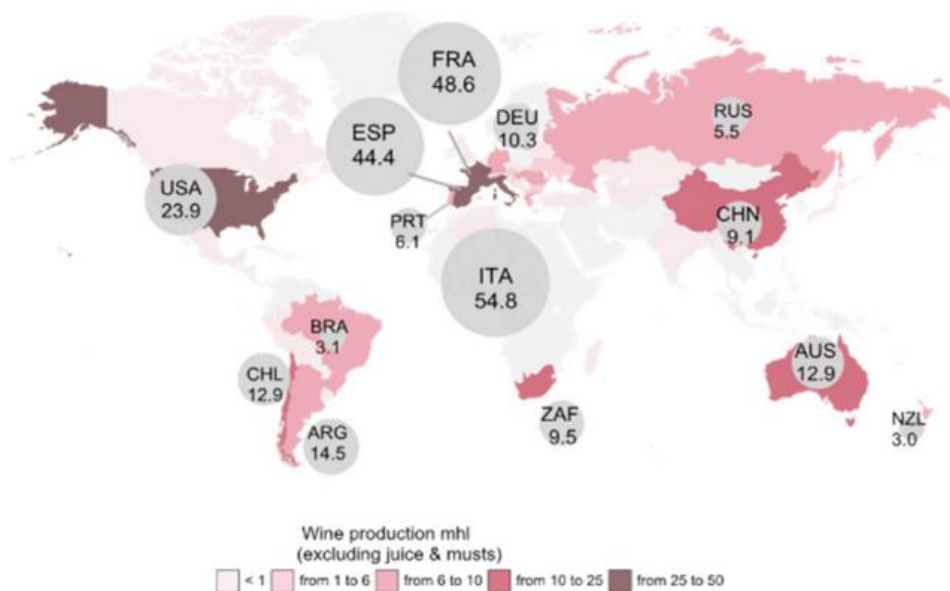 FRA
48.6
ESP
44.4
DEU
10.3
RUS
5.5
USA
23.9
PRT
6.1
CHN
9.1
ITA
54.8
BRA
3.1
CHL
12.9
ARG
14.5
ZAF
9.5
AUS
12.9
NZL
3.0
Wine production mhl
(excluding juice & musts)
< 1 from 1 to 6 from 6 to 10 from 10 to 25 from 25 to 50